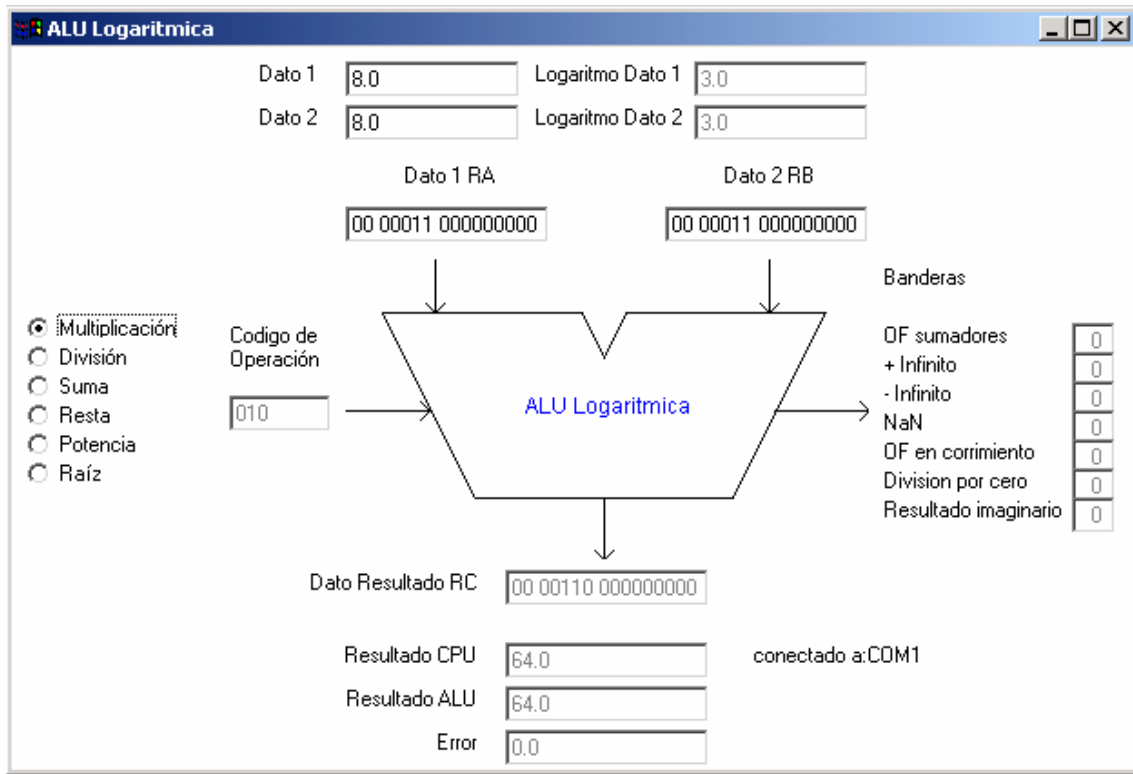 ALU Logaritmica
Dato 1 8.0 Logaritmo Dato 1 3.0
Dato 2 8.0 Logaritmo Dato 2 3.0
Dato 1 RA
Dato 2 RB
00 00011 000000000
00 00011 000000000
Multiplicación
División
Suma
Resta
Potencia
Raíz
Codigo de
Operación
010
ALU Logaritmica
Banderas
OF sumadores 0
+ Infinito 0
- Infinito 0
NaN 0
OF en corrimiento 0
Division por cero 0
Resultado imaginario 0
Dato Resultado RC 00 00110 000000000
Resultado CPU 64.0
conectado a:COM1
Resultado ALU 64.0
Error 0.0